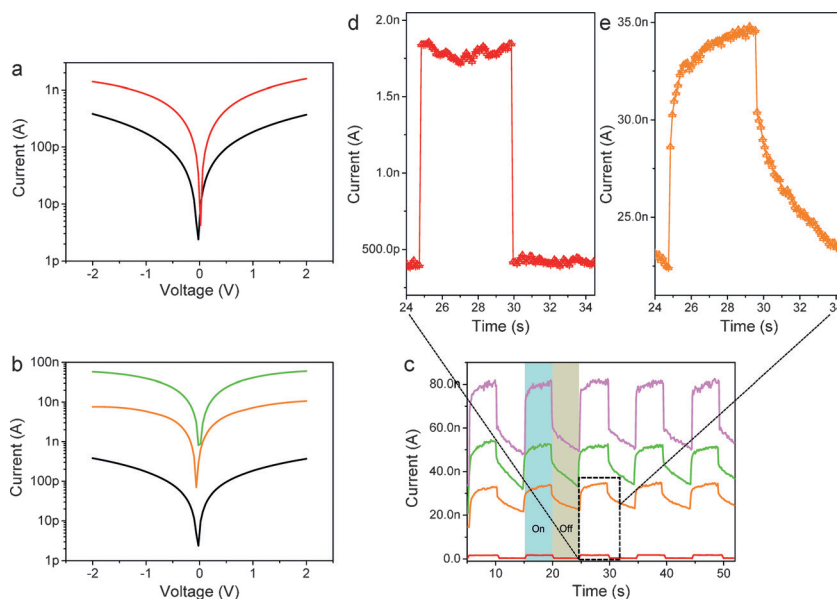 a
Current (A)
1n
100p
10p
1p
-2
-1
0
1
2
Voltage (V)
b
Current (A)
100n
10n
1n
100p
10p
1p
-2
-1
0
1
2
Voltage (V)
d
Current (A)
2.0n
1.5n
1.0n
500.0p
24
26
28
30
32
34
Time (s)
e
Current (A)
35.0n
30.0n
25.0n
24
26
28
30
32
Time (s)
c
Current (A)
80.0n
60.0n
40.0n
20.0n
0.0
On
Off
10
20
30
40
50
Time (s)